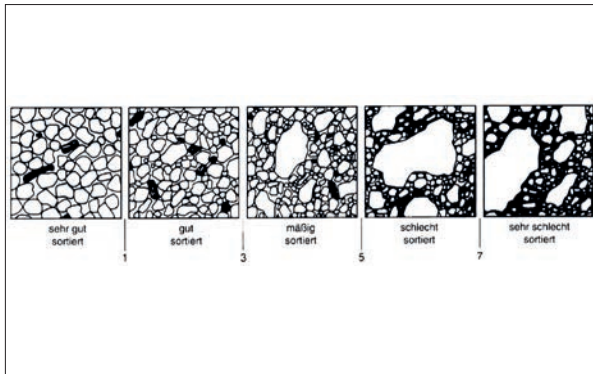 sehr gut
sortiert
1
gut
sortiert
3
mäßig
sortiert
5
schlecht
sortiert
7
sehr schlecht
sortiert